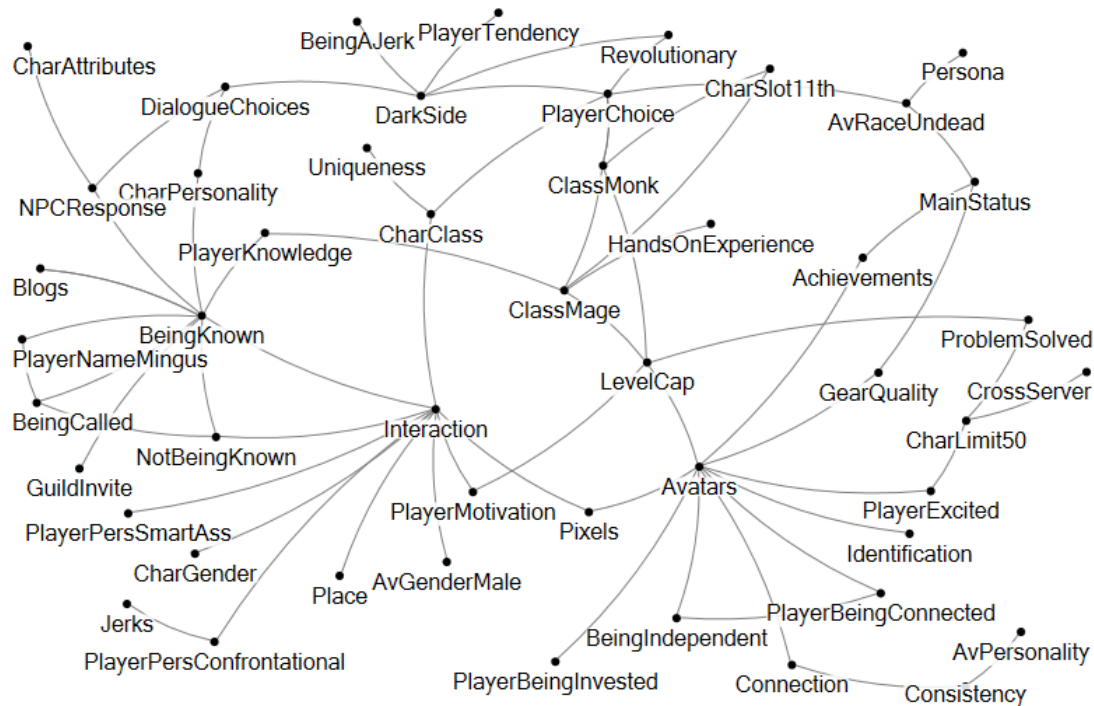 BeingAJerk
PlayerTendency
Revolutionary
CharAttributes
Persona
DialogueChoices
DarkSide
PlayerChoice
CharSlot11th
AvRaceUndead
Uniqueness
ClassMonk
NPCResponse
CharPersonality
MainStatus
CharClass
HandsOnExperience
PlayerKnowledge
Achievements
Blogs
ClassMage
BeingKnown
ProblemSolved
PlayerNameMingus
LevelCap
GearQuality
CrossServer
BeingCalled
Interaction
CharLimit50
NotBeingKnown
GuildInvite
Avatars
PlayerMotivation
PlayerExcited
PlayerPersSmartAss
Pixels
Identification
CharGender
AvGenderMale
Place
PlayerBeingConnected
Jerks
BeingIndependent
AvPersonality
PlayerPersConfrontational
PlayerBeingInvested
Connection
Consistency